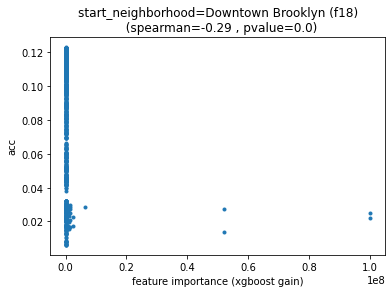 start_neighborhood=Downtown Brooklyn (f18)
(spearman=-0.29 , pvalue=0.0)
acc
0.12
0.10
0.08
0.06
0.04
0.02
0.0 0.2 0.4 0.6 0.8 1.0
1e8
feature importance (xgboost gain)